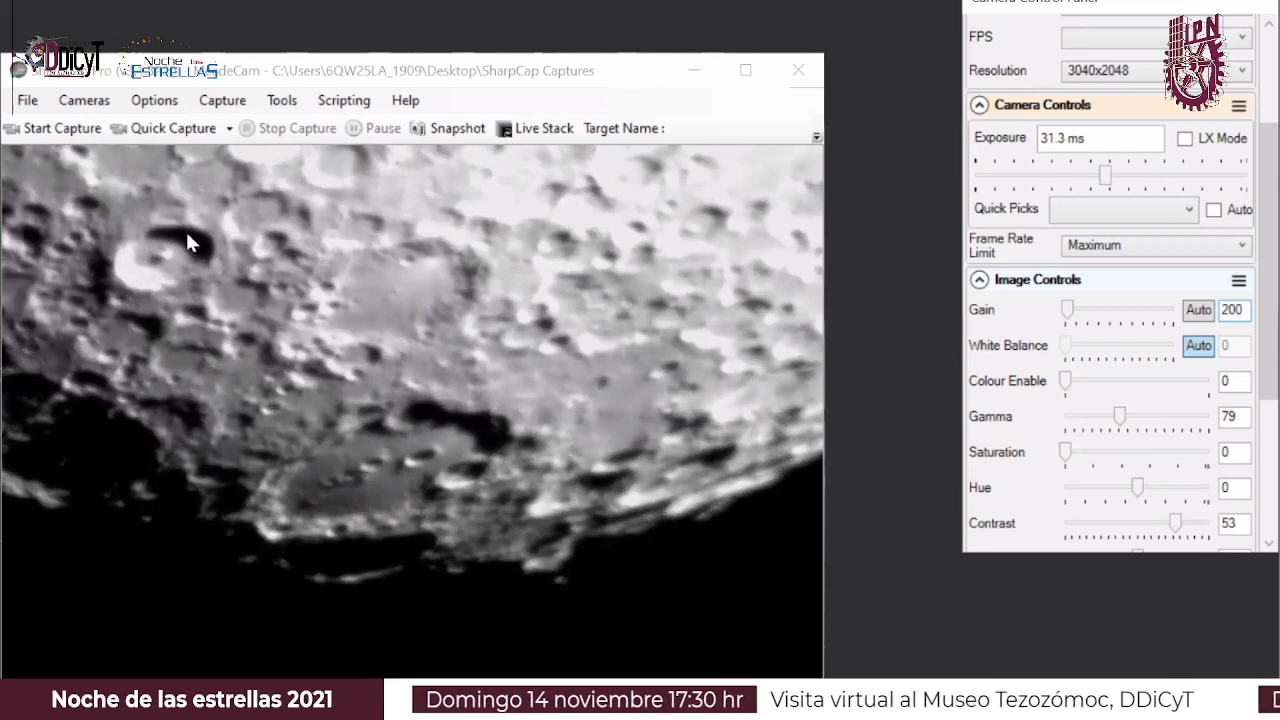 Camera Control Panel
FPS
Resolution 3040x2048
IPN
DDiCyT
Noche las
ESTRELLAS
deCam - C:\Users\6QW25LA_1909\Desktop\SharpCap Captures
File Cameras Options Capture Tools Scripting Help
Start Capture Quick Capture Stop Capture Pause Snapshot Live Stack Target Name :
Camera Controls
Exposure 31.3 ms LX Mode
Quick Picks Auto
Frame Rate
Limit Maximum
Image Controls
Gain Auto 200
White Balance Auto 0
Colour Enable 0
Gamma 79
Saturation 0
Hue 0
Contrast 53
Noche de las estrellas 2021 Domingo 14 noviembre 17:30 hr Visita virtual al Museo Tezozómoc, DDiCyT